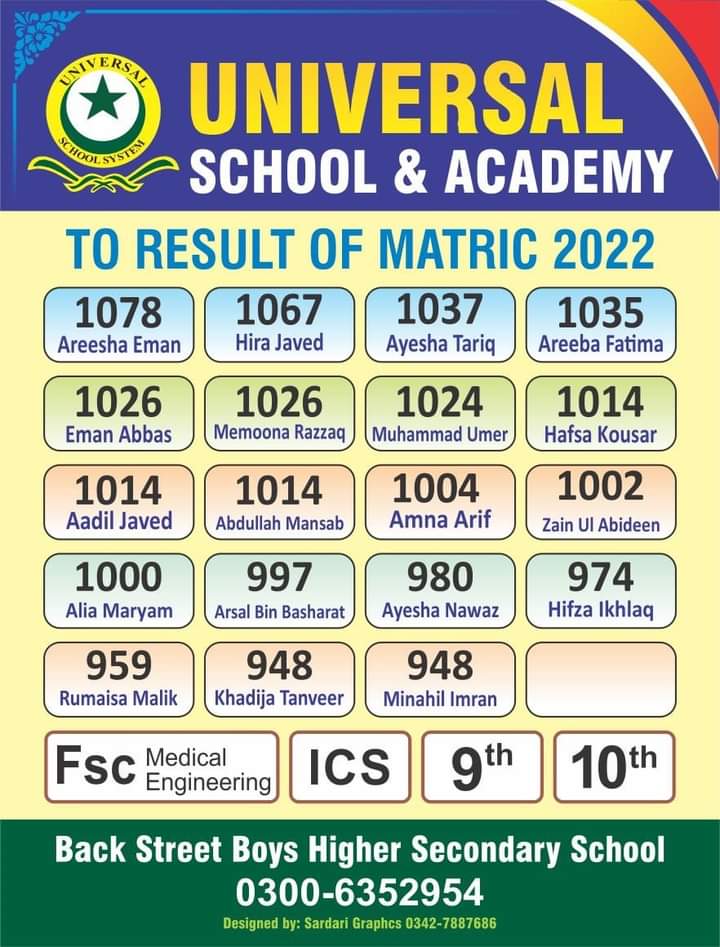 UNIVERSAL
SCHOOL SYSTEM
UNIVERSAL
SCHOOL & ACADEMY
TO RESULT OF MATRIC 2022
1078 1067 1037 1035
Areesha Eman Hira Javed Ayesha Tariq Areeba Fatima
1026 1026 1024 1014
Eman Abbas Memoona Razzaq Muhammad Umer Hafsa Kousar
1014 1014 1004 1002
Aadil Javed Abdullah Mansab Amna Arif Zain Ul Abideen
1000 997 980 974
Alia Maryam Arsal Bin Basharat Ayesha Nawaz Hifza Ikhlaq
959 948 948
Rumaisa Malik Khadija Tanveer Minahil Imran
Fsc Medical Engineering ICS 9th 10th
Back Street Boys Higher Secondary School
0300-6352954
Designed by: Sardari Graphcs 0342-7887686